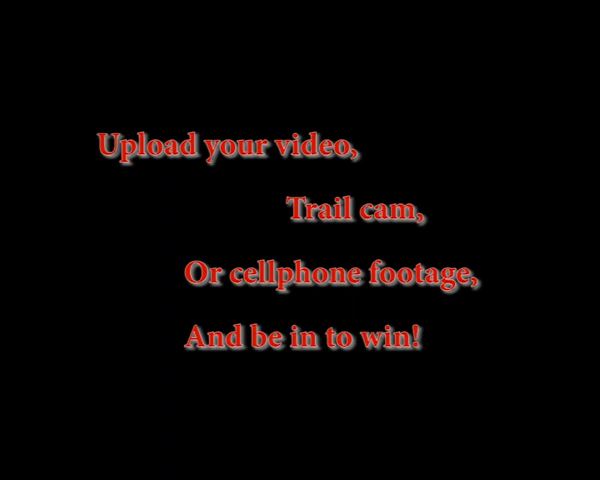 Upload your video,
Trail cam,
Or cellphone footage,
And be in to win!